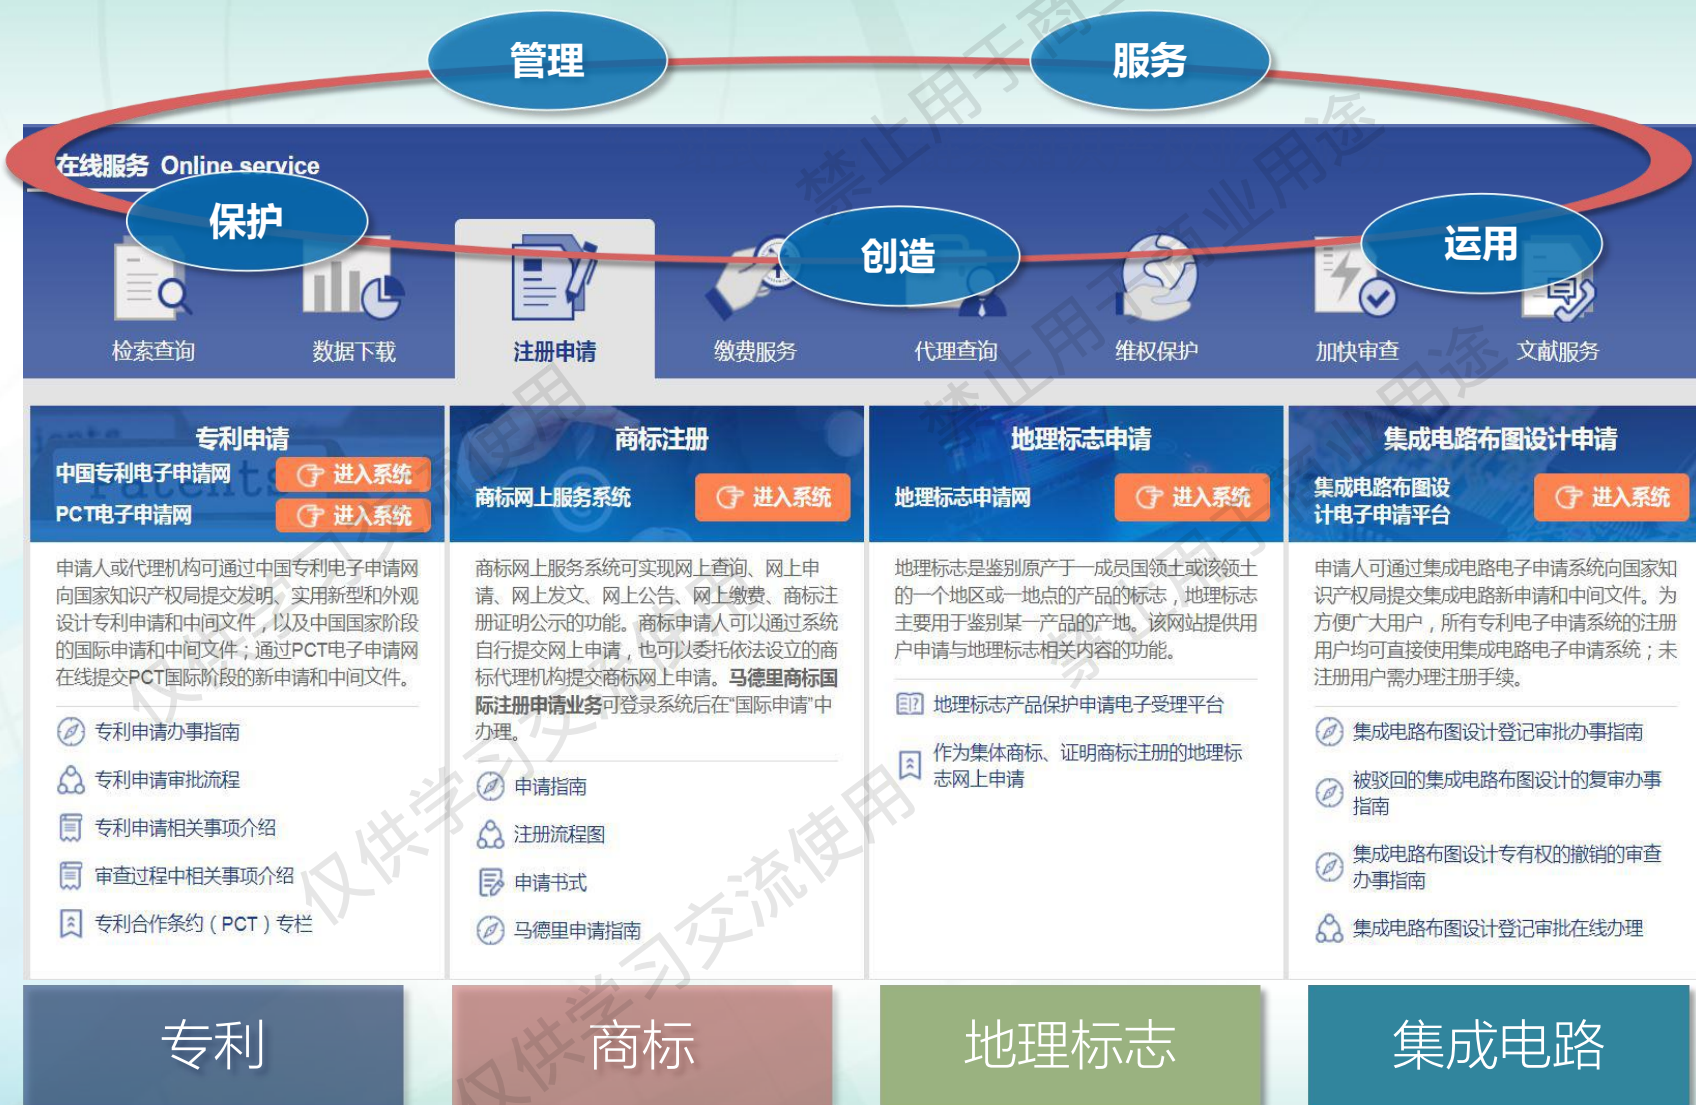 管理
服务
在线服务 Online service
保护
创造
运用
检索查询
数据下载
注册申请
缴费服务
代理查询
维权保护
加快审查
文献服务
专利申请
中国专利电子申请网
进入系统
PCT电子申请网
进入系统
申请人或代理机构可通过中国专利电子申请网
向国家知识产权局提交发明、实用新型和外观
设计专利申请和中间文件，以及中国国家阶段
的国际申请和中间文件；通过PCT电子申请网
在线提交PCT国际阶段的新申请和中间文件。
专利申请办事指南
专利申请审批流程
专利申请相关事项介绍
审查过程中相关事项介绍
专利合作条约（PCT）专栏
商标注册
商标网上服务系统
进入系统
商标网上服务系统可实现网上查询、网上申
请、网上发文、网上公告、网上缴费、商标注
册证明公示的功能。商标申请人可以通过系统
自行提交网上申请，也可以委托依法设立的商
标代理机构提交商标网上申请。马德里商标国
际注册申请业务可登录系统后在“国际申请”中
办理。
申请指南
注册流程图
申请书式
马德里申请指南
地理标志申请
地理标志申请网
进入系统
地理标志是鉴别原产于一成员国领土或该领土
的一个地区或一地点的产品的标志，地理标志
主要用于鉴别某一产品的产地。该网站提供用
户申请与地理标志相关内容的功能。
地理标志产品保护申请电子受理平台
作为集体商标、证明商标注册的地理标
志网上申请
集成电路布图设计申请
集成电路布图设
计电子申请平台
进入系统
申请人可通过集成电路电子申请系统向国家知
识产权局提交集成电路新申请和中间文件。为
方便广大用户，所有专利电子申请系统的注册
用户均可直接使用集成电路电子申请系统；未
注册用户需办理注册手续。
集成电路布图设计登记审批办事指南
被驳回的集成电路布图设计的复审办事
指南
集成电路布图设计专有权的撤销的审查
办事指南
集成电路布图设计登记审批在线办理
专利
商标
地理标志
集成电路
仅供学习交流使用
禁止用于商业用途